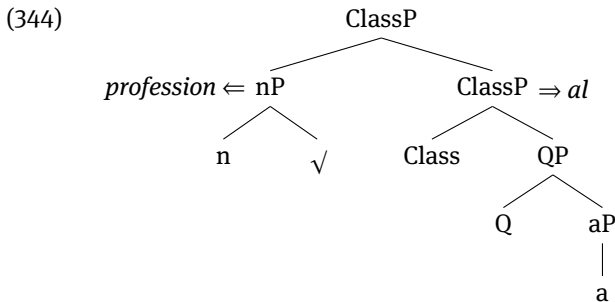 (344) ClassP
profession ⇐ nP ClassP ⇒ al
n √ Class QP
Q aP
a